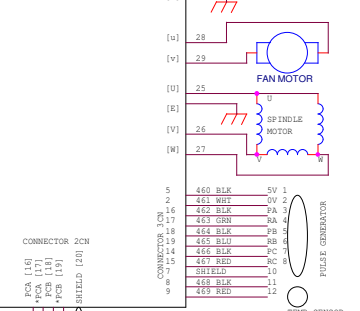 [u] 28
[v] 29
FAN MOTOR
[U] 25
U
[E]
SPINDLE
MOTOR
[V] 26
[W] 27
V W
CONNECTOR 3CN
5 460 BLK 5V 1
2 461 WHT 0V 2
16 462 BLK PA 3
17 463 GRN RA 4
18 464 BLK PB 5
19 465 BLU RB 6
14 466 BLK PC 7
15 467 RED RC 8
7 SHIELD 10
8 468 BLK 11
9 469 RED 12
PULSE GENERATOR
CONNECTOR 2CN
PCA [16]
*PCA [17]
PCB [18]
*PCB [19]
SHIELD [20]